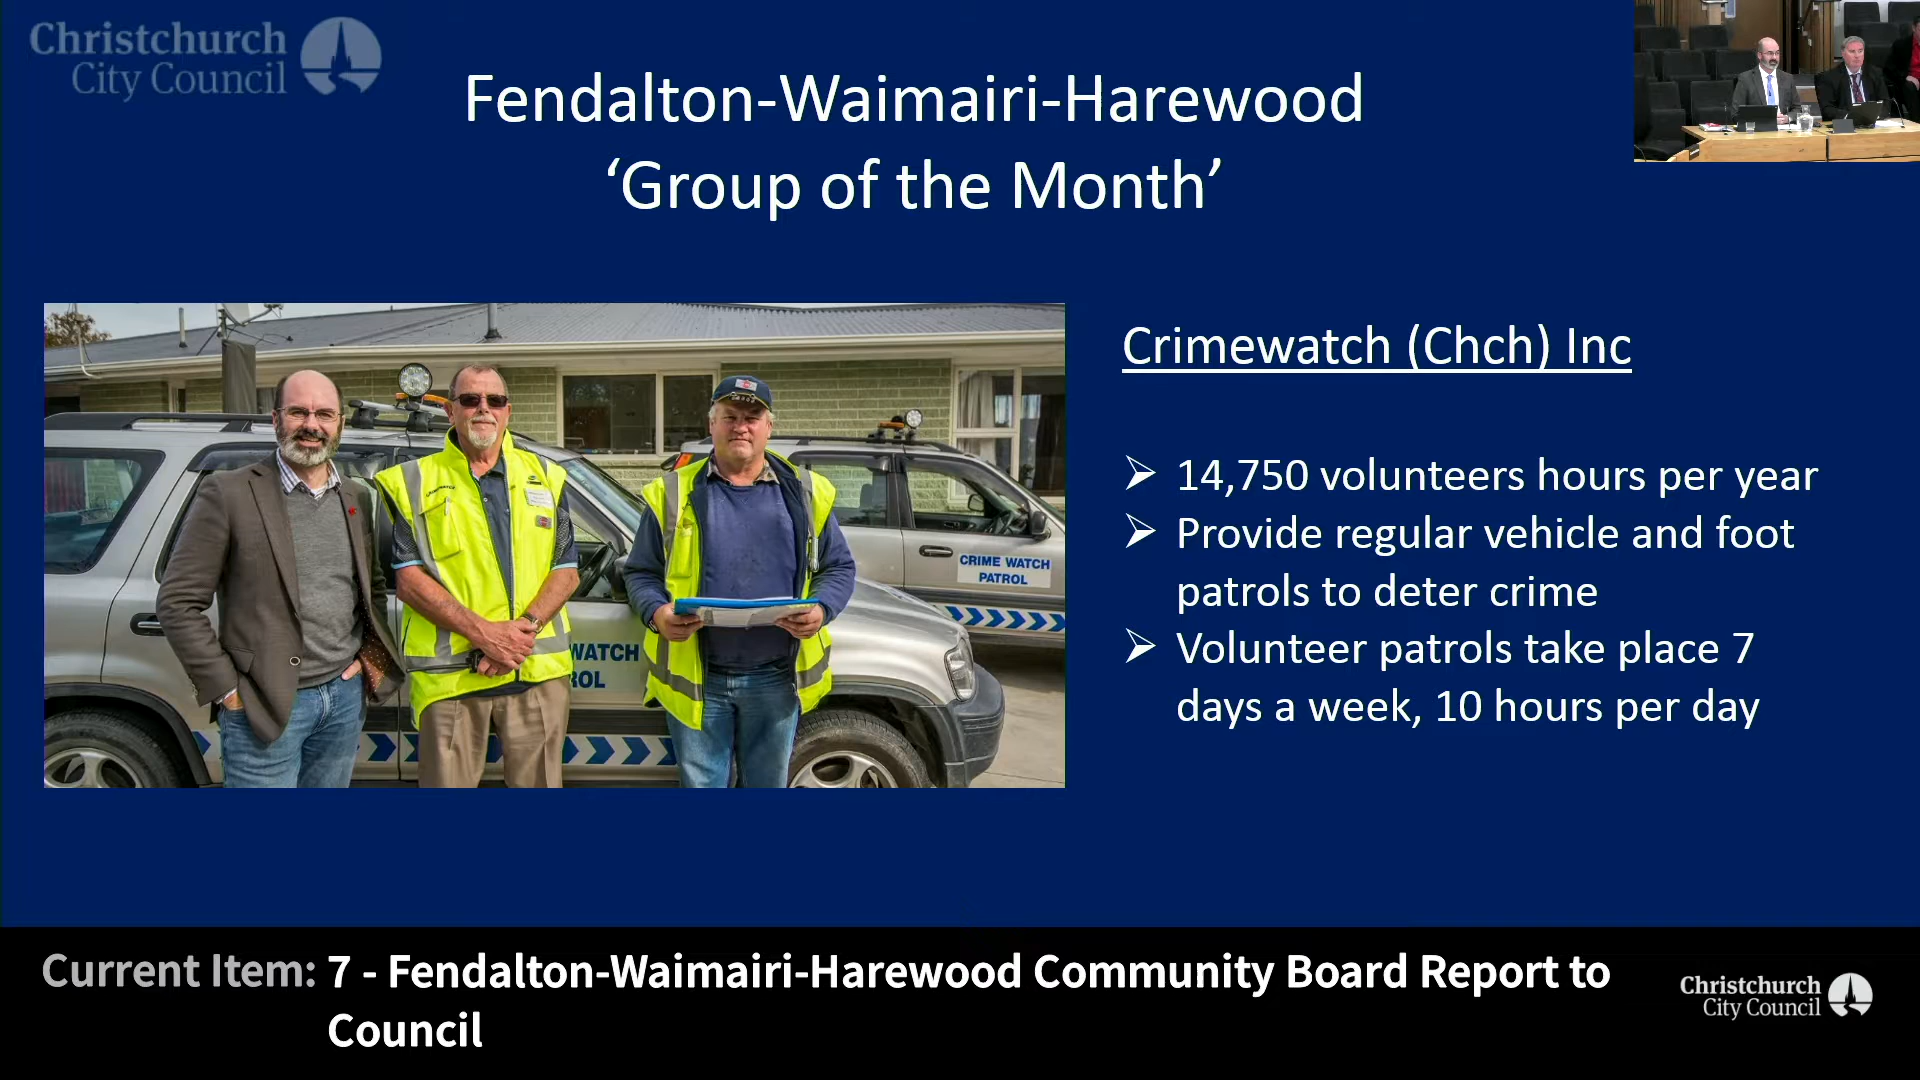 Christchurch
City Council
Fendalton-Waimairi-Harewood
‘Group of the Month’
CRIME WATCH
PATROL
WATCH
ROL
Crimewatch (Chch) Inc
14,750 volunteers hours per year
Provide regular vehicle and foot
patrols to deter crime
Volunteer patrols take place 7
days a week, 10 hours per day
Current Item: 7 - Fendalton-Waimairi-Harewood Community Board Report to
Council
Christchurch
City Council